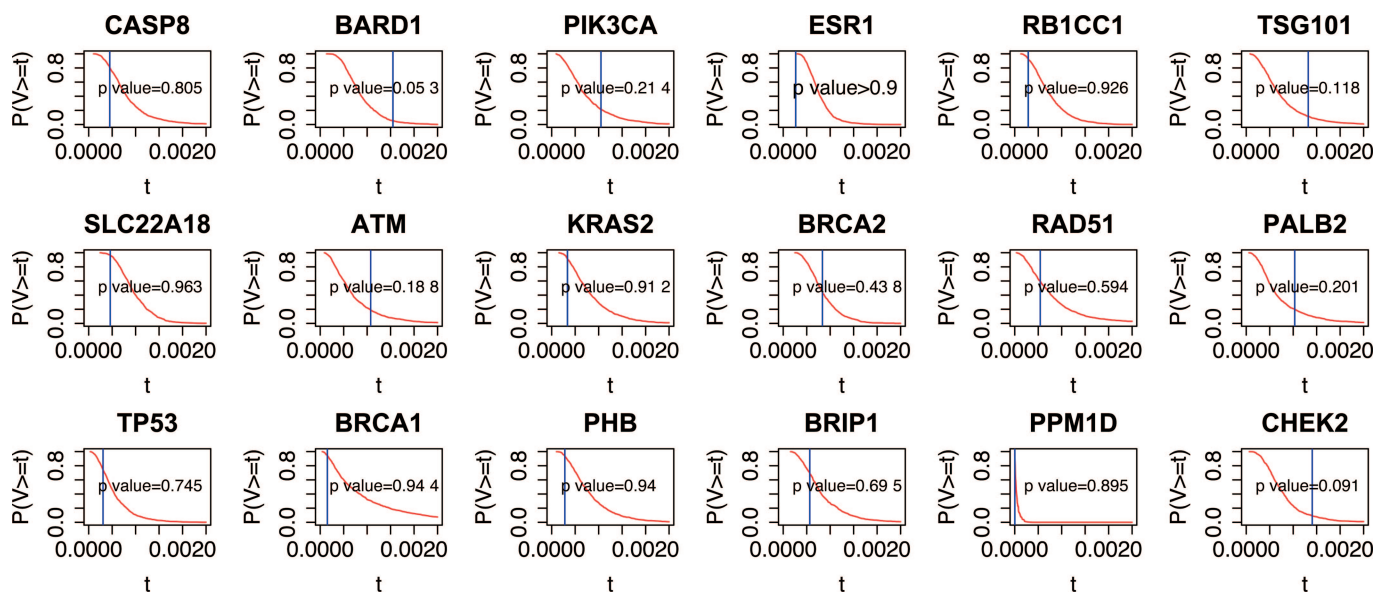 CASP8 BARD1 PIK3CA ESR1 RB1CC1 TSG101
P(V>=t) 0.0 0.8 p value=0.805 P(V>=t) 0.0 0.8 p value=0.05 3 P(V>=t) 0.0 0.8 p value=0.21 4 P(V>=t) 0.0 0.8 p value>0.9 P(V>=t) 0.0 0.8 p value=0.926 P(V>=t) 0.0 0.8 p value=0.118
0.0000 0.0020 0.0000 0.0020 0.0000 0.0020 0.0000 0.0020 0.0000 0.0020 0.0000 0.0020
t t t t t t
SLC22A18 ATM KRAS2 BRCA2 RAD51 PALB2
P(V>=t) 0.0 0.8 p value=0.963 P(V>=t) 0.0 0.8 p value=0.18 8 P(V>=t) 0.0 0.8 p value=0.91 2 P(V>=t) 0.0 0.8 p value=0.43 8 P(V>=t) 0.0 0.8 p value=0.594 P(V>=t) 0.0 0.8 p value=0.201
0.0000 0.0020 0.0000 0.0020 0.0000 0.0020 0.0000 0.0020 0.0000 0.0020 0.0000 0.0020
t t t t t t
TP53 BRCA1 PHB BRIP1 PPM1D CHEK2
P(V>=t) 0.0 0.8 p value=0.745 P(V>=t) 0.0 0.8 p value=0.94 4 P(V>=t) 0.0 0.8 p value=0.94 P(V>=t) 0.0 0.8 p value=0.69 5 P(V>=t) 0.0 0.8 p value=0.895 P(V>=t) 0.0 0.8 p value=0.091
0.0000 0.0020 0.0000 0.0020 0.0000 0.0020 0.0000 0.0020 0.0000 0.0020 0.0000 0.0020
t t t t t t